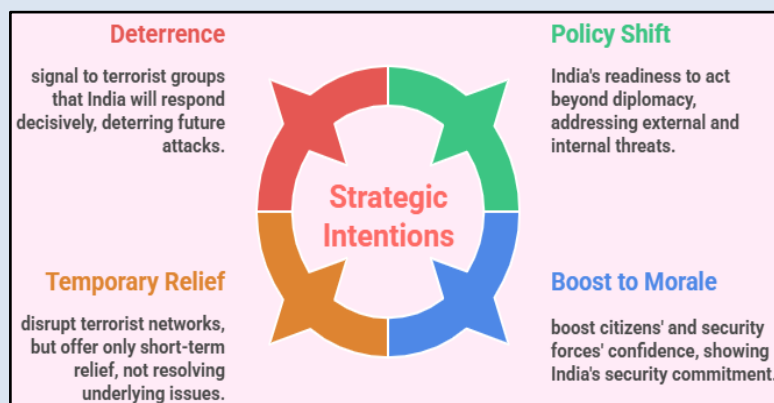 Deterrence
signal to terrorist groups
that India will respond
decisively, deterring future
attacks.
Policy Shift
India's readiness to act
beyond diplomacy,
addressing external and
internal threats.
Strategic
Intentions
Temporary Relief
disrupt terrorist networks,
but offer only short-term
relief, not resolving
underlying issues.
Boost to Morale
boost citizens' and security
forces' confidence, showing
India's security commitment.